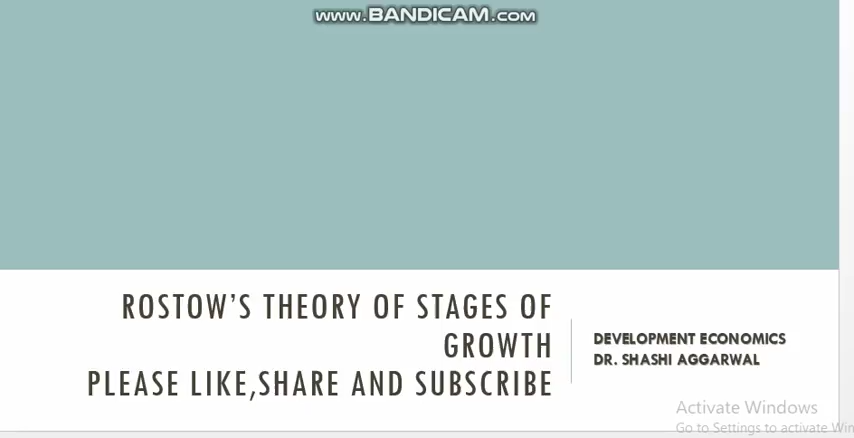 www.BANDICAM.com
ROSTOW'S THEORY OF STAGES OF
GROWTH
PLEASE LIKE,SHARE AND SUBSCRIBE
DEVELOPMENT ECONOMICS
DR. SHASHI AGGARWAL
Activate Windows
Go to Settings to activate Win